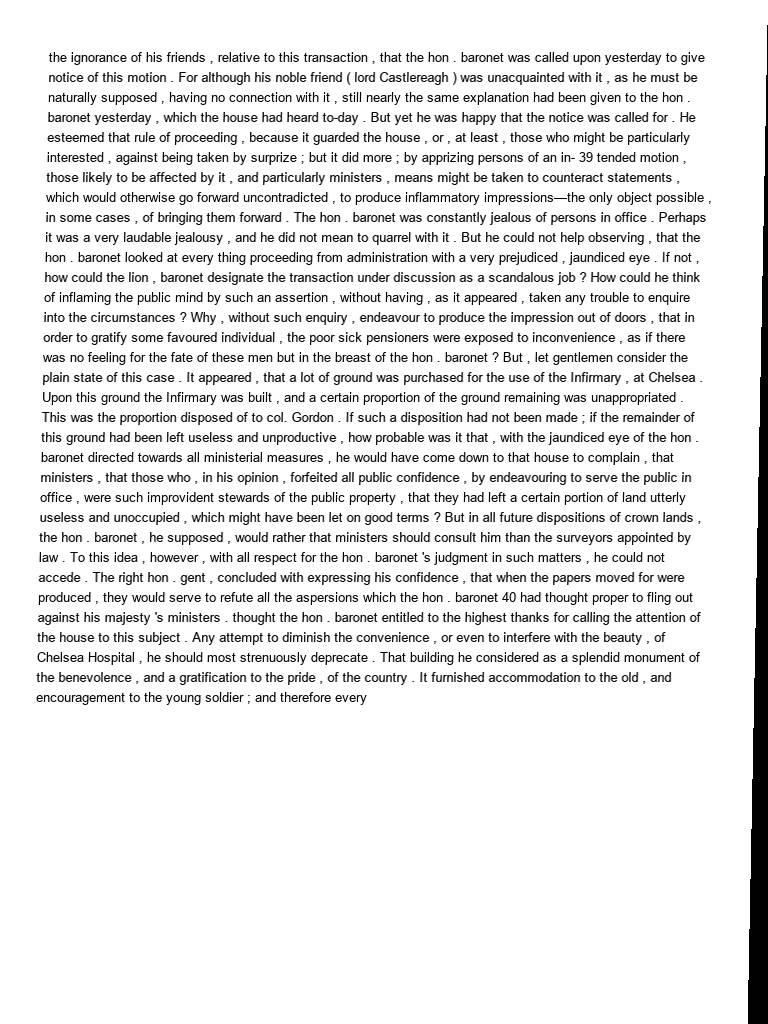 the ignorance of his friends , relative to this transaction , that the hon . baronet was called upon yesterday to give
notice of this motion . For although his noble friend ( lord Castlereagh ) was unacquainted with it , as he must be
naturally supposed , having no connection with it , still nearly the same explanation had been given to the hon .
baronet yesterday , which the house had heard to-day . But yet he was happy that the notice was called for . He
esteemed that rule of proceeding , because it guarded the house , or , at least , those who might be particularly
interested , against being taken by surprize ; but it did more ; by apprizing persons of an in- 39 tended motion ,
those likely to be affected by it , and particularly ministers , means might be taken to counteract statements ,
which would otherwise go forward uncontradicted , to produce inflammatory impressions—the only object possible ,
in some cases , of bringing them forward . The hon . baronet was constantly jealous of persons in office . Perhaps
it was a very laudable jealousy , and he did not mean to quarrel with it . But he could not help observing , that the
hon . baronet looked at every thing proceeding from administration with a very prejudiced , jaundiced eye . If not ,
how could the lion , baronet designate the transaction under discussion as a scandalous job ? How could he think
of inflaming the public mind by such an assertion , without having , as it appeared , taken any trouble to enquire
into the circumstances ? Why , without such enquiry , endeavour to produce the impression out of doors , that in
order to gratify some favoured individual , the poor sick pensioners were exposed to inconvenience , as if there
was no feeling for the fate of these men but in the breast of the hon . baronet ? But , let gentlemen consider the
plain state of this case . It appeared , that a lot of ground was purchased for the use of the Infirmary , at Chelsea .
Upon this ground the Infirmary was built , and a certain proportion of the ground remaining was unappropriated .
This was the proportion disposed of to col. Gordon . If such a disposition had not been made ; if the remainder of
this ground had been left useless and unproductive , how probable was it that , with the jaundiced eye of the hon .
baronet directed towards all ministerial measures , he would have come down to that house to complain , that
ministers , that those who , in his opinion , forfeited all public confidence , by endeavouring to serve the public in
office , were such improvident stewards of the public property , that they had left a certain portion of land utterly
useless and unoccupied , which might have been let on good terms ? But in all future dispositions of crown lands ,
the hon . baronet , he supposed , would rather that ministers should consult him than the surveyors appointed by
law . To this idea , however , with all respect for the hon . baronet 's judgment in such matters , he could not
accede . The right hon . gent , concluded with expressing his confidence , that when the papers moved for were
produced , they would serve to refute all the aspersions which the hon . baronet 40 had thought proper to fling out
against his majesty 's ministers . thought the hon . baronet entitled to the highest thanks for calling the attention of
the house to this subject . Any attempt to diminish the convenience , or even to interfere with the beauty , of
Chelsea Hospital , he should most strenuously deprecate . That building he considered as a splendid monument of
the benevolence , and a gratification to the pride , of the country . It furnished accommodation to the old , and
encouragement to the young soldier ; and therefore every